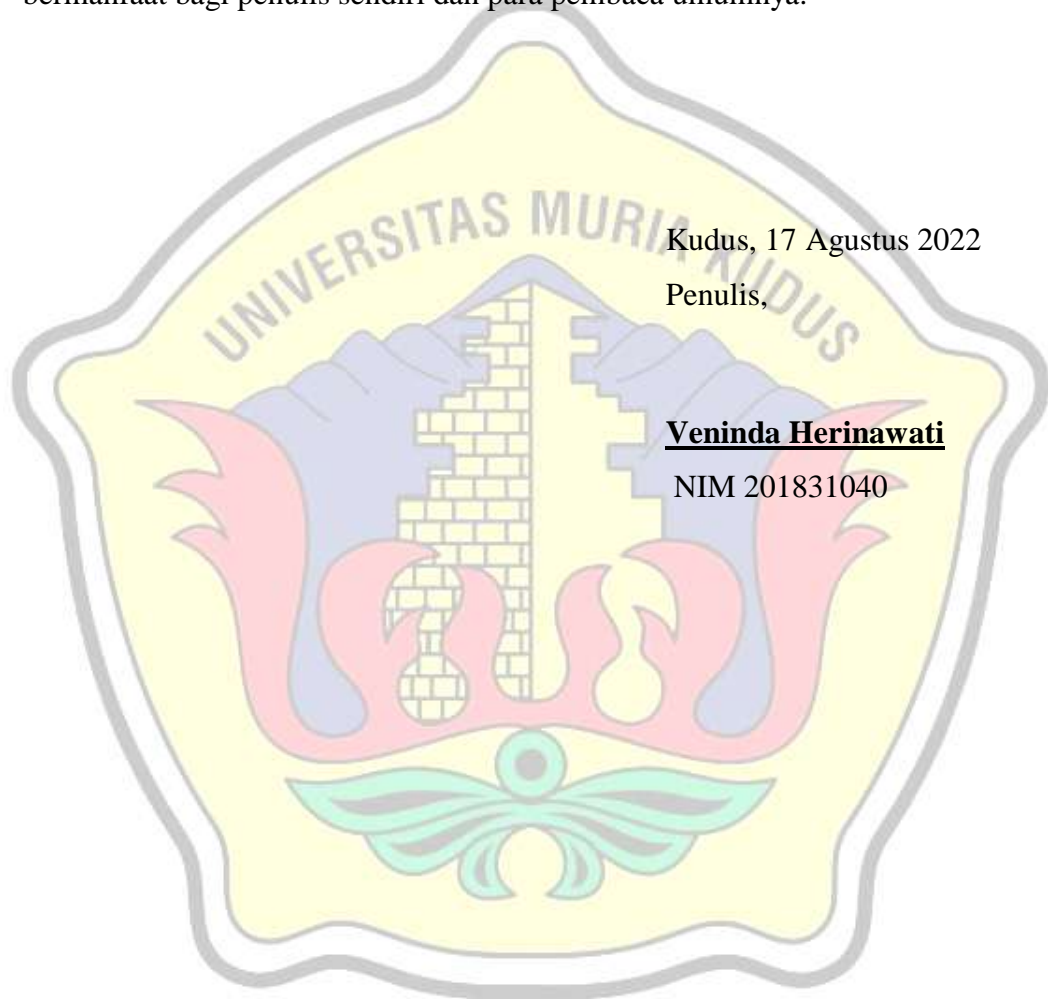 bermanfaat bagi penulis sendiri dan para pembaca umumnya.
UNIVERSITAS MURIA KUDUS
Kudus, 17 Agustus 2022
Penulis,
Veninda Herinawati
NIM 201831040